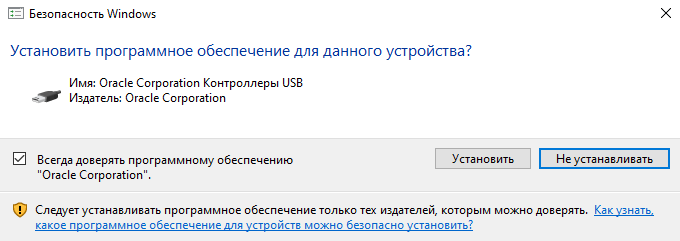 Безопасность Windows
Установить программное обеспечение для данного устройства?
Имя: Oracle Corporation Контроллеры USB
Издатель: Oracle Corporation
Всегда доверять программному обеспечению
"Oracle Corporation".
Установить
Не устанавливать
Следует устанавливать программное обеспечение только тех издателей, которым можно доверять. Как узнать,
какое программное обеспечение для устройств можно безопасно установить?